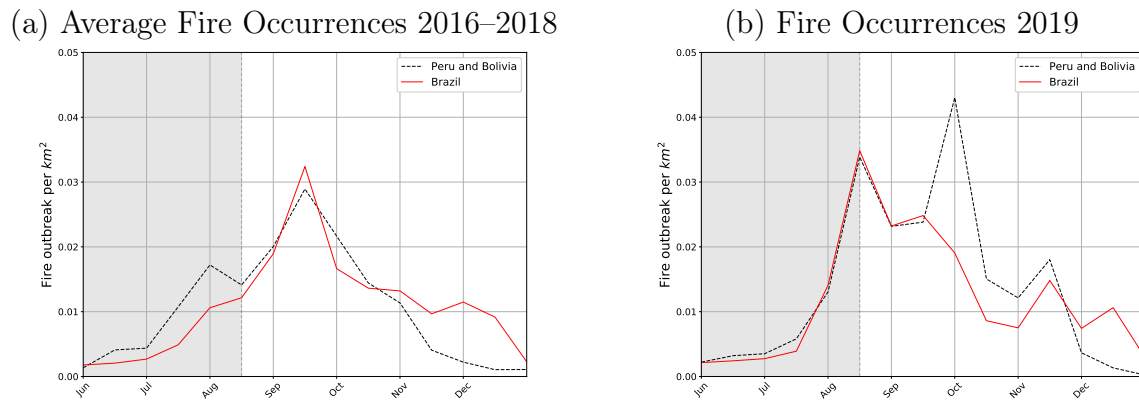 (a) Average Fire Occurrences 2016–2018
0.05
0.04
0.03
0.02
0.01
0.00
Fire outbreak per km²
Peru and Bolivia
Brazil
Jun
Jul
Aug
Sep
Oct
Nov
Dec
(b) Fire Occurrences 2019
0.05
0.04
0.03
0.02
0.01
0.00
Fire outbreak per km²
Peru and Bolivia
Brazil
Jun
Jul
Aug
Sep
Oct
Nov
Dec